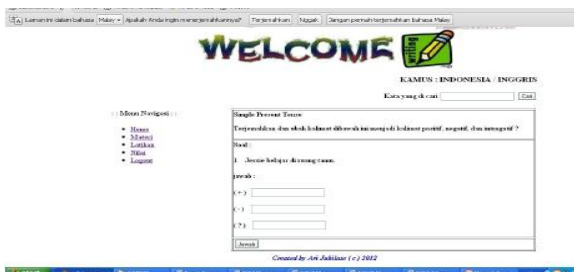 Laman ini dalam bahasa Malay Apakah Anda ingin menerjemahkannya? Terjemahkan Nggak Jangan pernah terjemahkan bahasa Malay
WELCOME writing
KAMUS : INDONESIA / INGGRIS
Kata yang di cari Cari
: : Menu Navigasi : :
Home
Materi
Latihan
Nilai
Logout
Simple Present Tense
Terjemahkan dan ubah kalimat dibawah ini menjadi kalimat positif, negatif, dan introgatif ?
Soal :
1. Jessie belajar di ruang tamu.
jawab :
(+)
(-)
(?)
Jawab
Created by Ari Jubilate ( c ) 2012